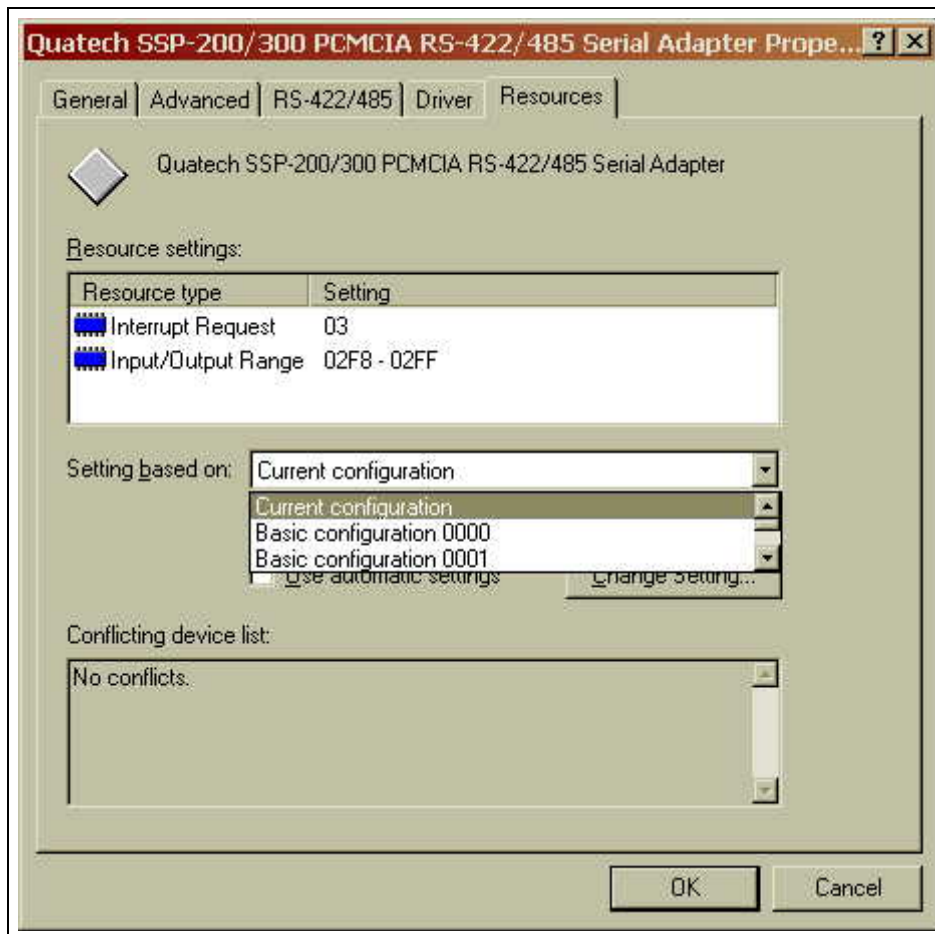 Quatech SSP-200/300 PCMCIA RS-422/485 Serial Adapter Prope...
General Advanced RS-422/485 Driver Resources
Quatech SSP-200/300 PCMCIA RS-422/485 Serial Adapter
Resource settings:
Resource type Setting
Interrupt Request 03
Input/Output Range 02F8 - 02FF
Setting based on: Current configuration
Current configuration
Basic configuration 0000
Basic configuration 0001
Use automatic settings Change Setting...
Conflicting device list:
No conflicts.
OK Cancel